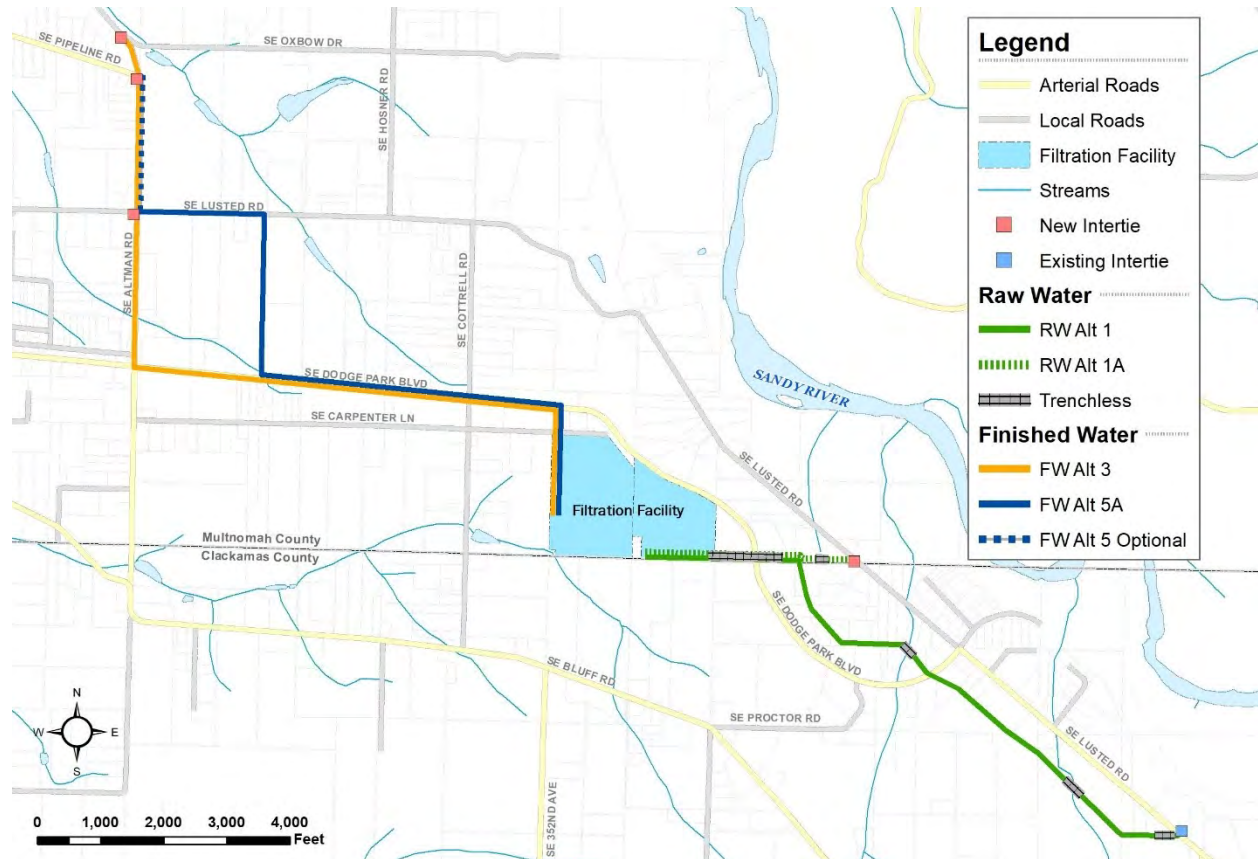 SE OXBOW DR
SE PIPELINE RD
SE HOSNER RD
SE LUSTED RD
SE ALTMAN RD
SE COTTRELL RD
SE DODGE PARK BLVD
SE CARPENTER LN
SANDY RIVER
SE LUSTED RD
Filtration Facility
Multnomah County
Clackamas County
SE DODGE PARK BLVD
SE BLUFF RD
SE PROCTOR RD
SE LUSTED RD
SE 352ND AVE
N
W
E
S
0 1,000 2,000 3,000 4,000
Feet
Legend
Arterial Roads
Local Roads
Filtration Facility
Streams
New Intertie
Existing Intertie
Raw Water
RW Alt 1
RW Alt 1A
Trenchless
Finished Water
FW Alt 3
FW Alt 5A
FW Alt 5 Optional